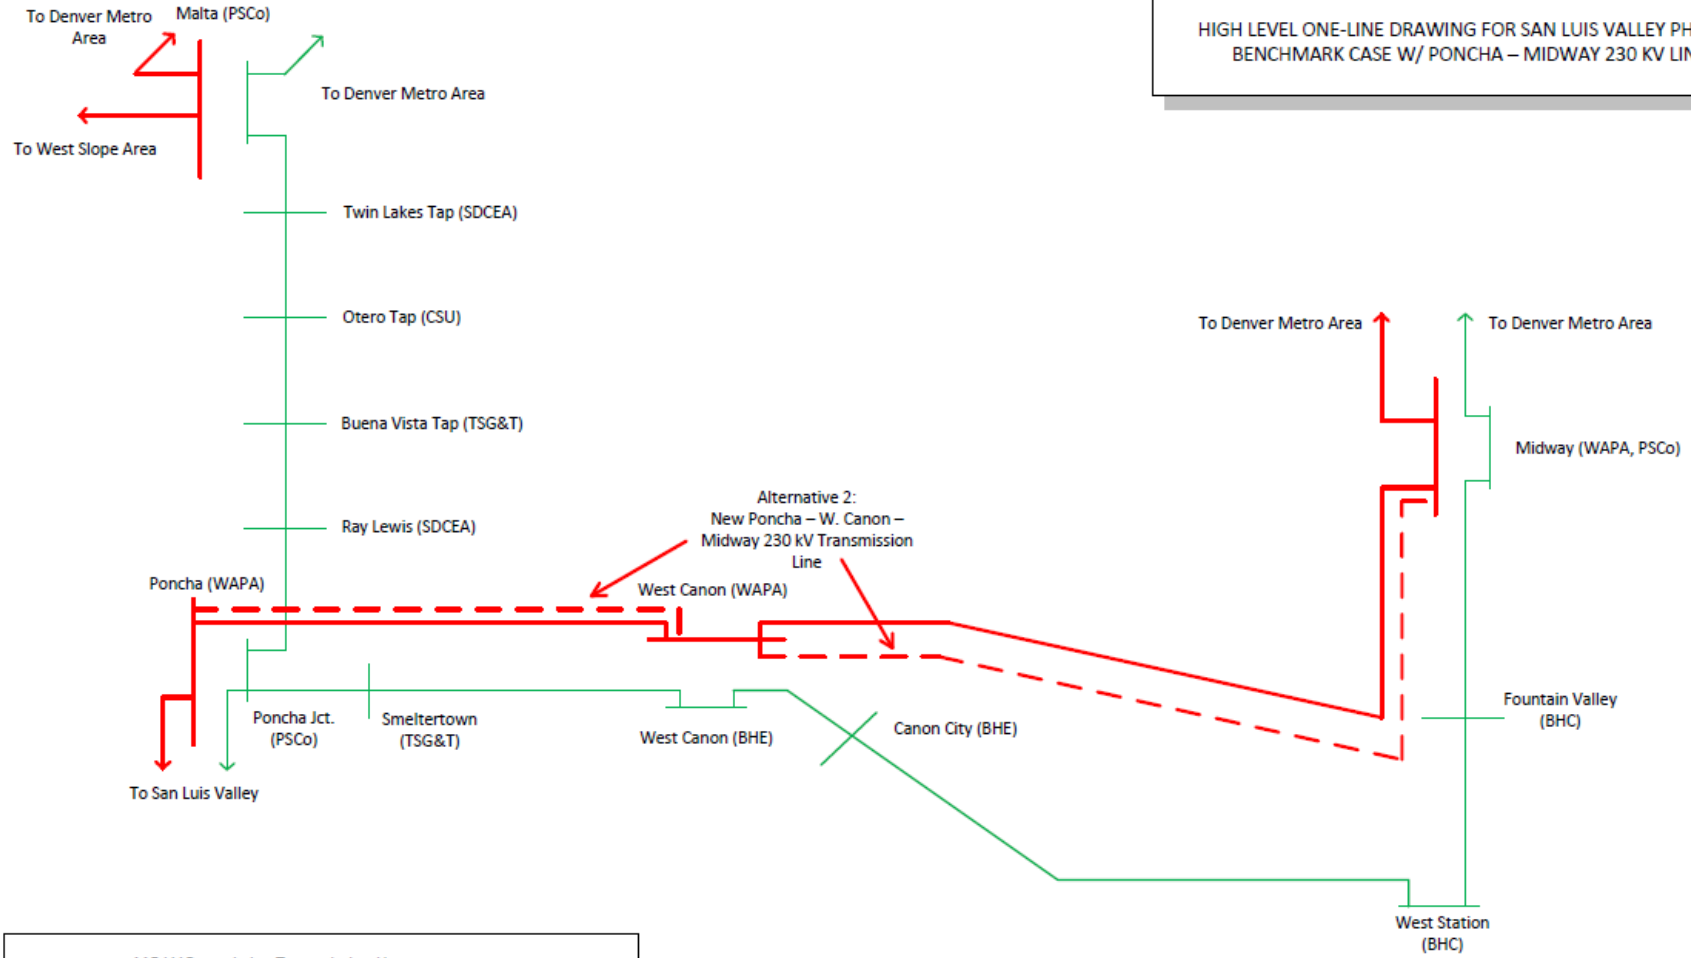 To Denver Metro
Area
Malta (PSCo)
HIGH LEVEL ONE-LINE DRAWING FOR SAN LUIS VALLEY
BENCHMARK CASE W/ PONCHA – MIDWAY 230 KV
To Denver Metro Area
To West Slope Area
Twin Lakes Tap (SDCEA)
Otero Tap (CSU)
To Denver Metro Area
To Denver Metro Area
Buena Vista Tap (TSG&T)
Midway (WAPA, PSCo)
Alternative 2:
New Poncha – W. Canon –
Midway 230 kV Transmission
Line
Ray Lewis (SDCEA)
Poncha (WAPA)
West Canon (WAPA)
Poncha Jct.
(PSCo)
Smeltertown
(TSG&T)
West Canon (BHE)
Canon City (BHE)
Fountain Valley
(BHC)
To San Luis Valley
West Station
(BHC)